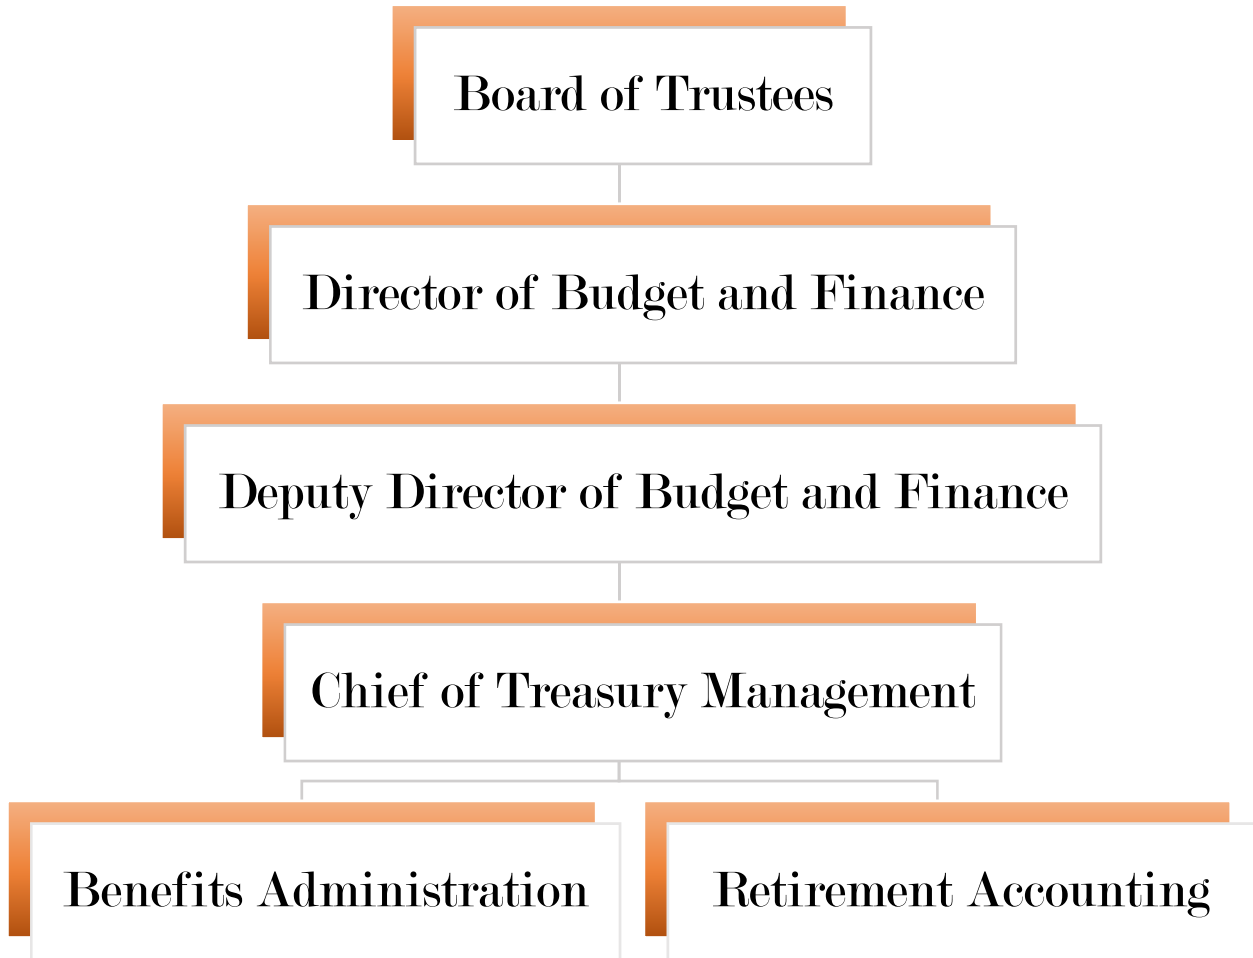 Board of Trustees
Director of Budget and Finance
Deputy Director of Budget and Finance
Chief of Treasury Management
Benefits Administration
Retirement Accounting